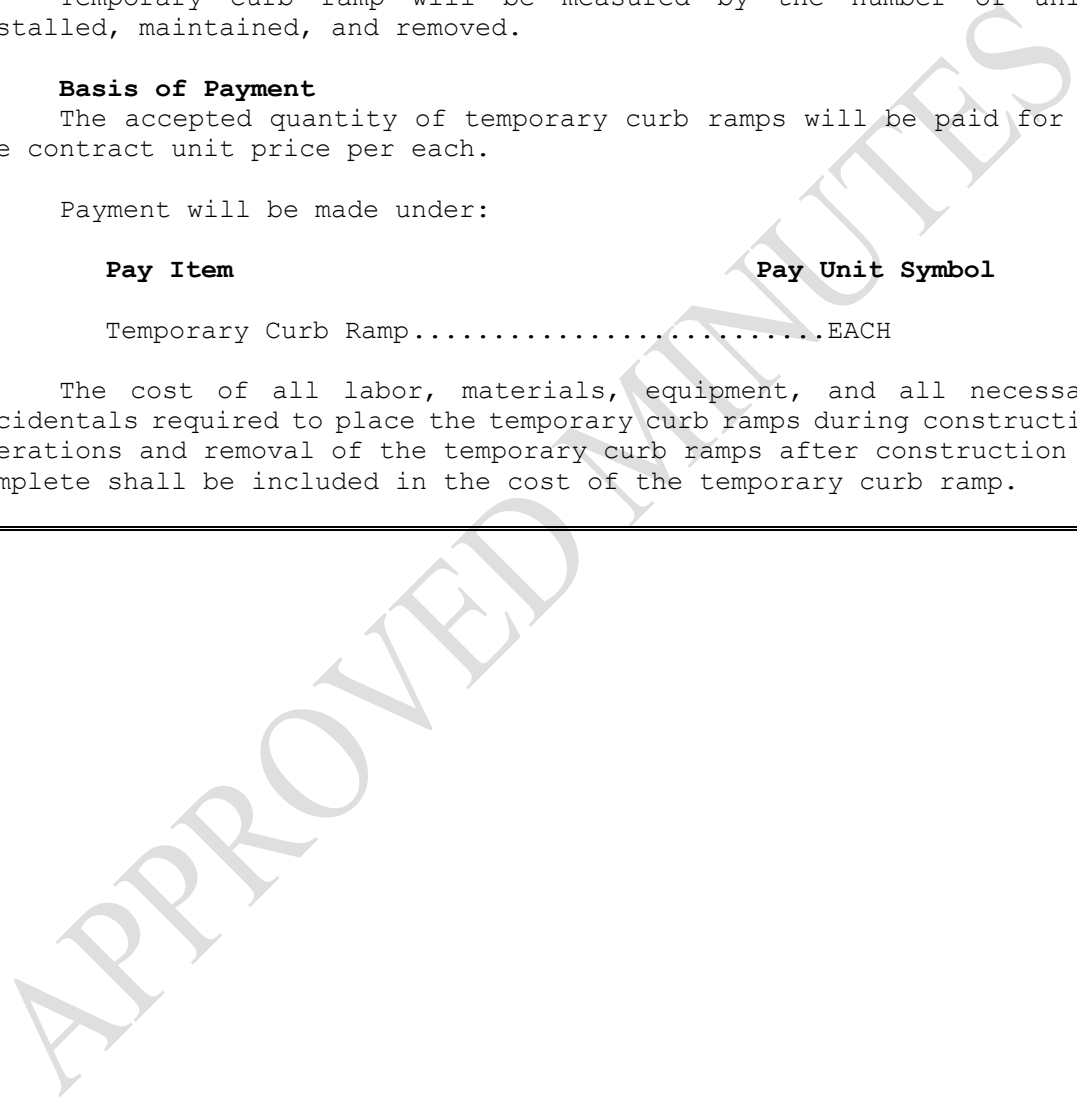 Temporary curb ramp will be measured by the number of uni
stalled, maintained, and removed.
Basis of Payment
The accepted quantity of temporary curb ramps will be paid for
e contract unit price per each.
Payment will be made under:
Pay Item Pay Unit Symbol
Temporary Curb Ramp..........................EACH
The cost of all labor, materials, equipment, and all necessa
cidentals required to place the temporary curb ramps during constructi
erations and removal of the temporary curb ramps after construction
mplete shall be included in the cost of the temporary curb ramp.
APPROVED MINUTES